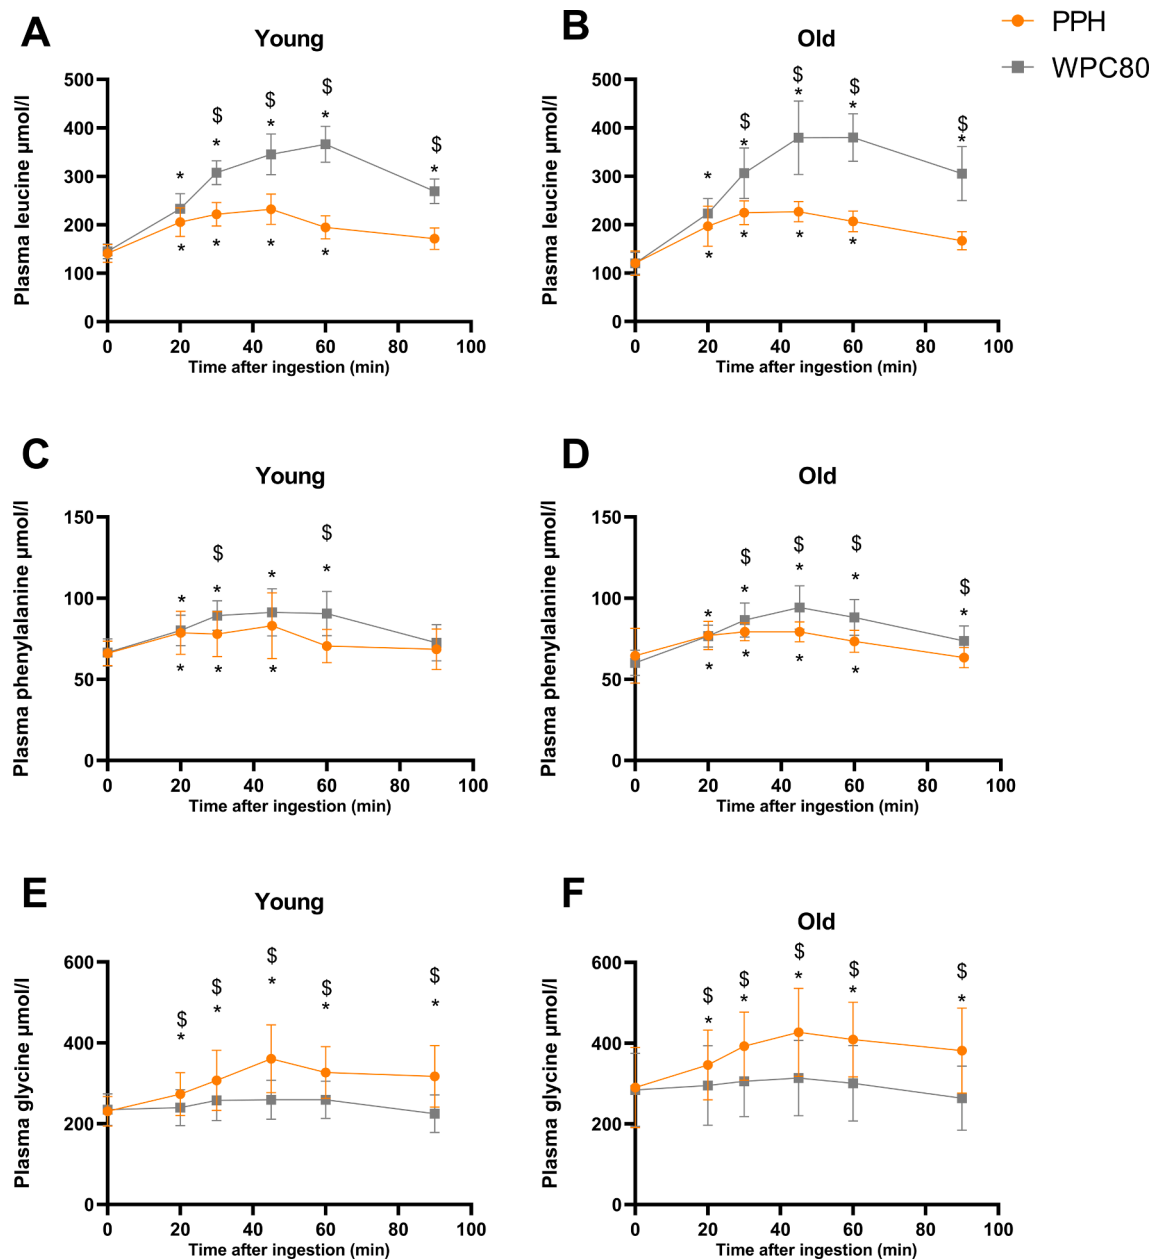 A
Young
B
Old
PPH
WPC80
Plasma leucine µmol/l
500
400
300
200
100
0
$ $ $ $
* * * * *
* * * *
0 20 40 60 80 100
Time after ingestion (min)
Plasma leucine µmol/l
500
400
300
200
100
0
$ $ $ $
* * * * *
* * * *
0 20 40 60 80 100
Time after ingestion (min)
C
Young
D
Old
Plasma phenylalanine µmol/l
150
100
50
0
$ $
* * * *
* * *
0 20 40 60 80 100
Time after ingestion (min)
Plasma phenylalanine µmol/l
150
100
50
0
$ $ $ $
* * * * *
* * * *
0 20 40 60 80 100
Time after ingestion (min)
E
Young
F
Old
Plasma glycine µmol/l
600
400
200
0
$ $ $ $ $
* * * * *
0 20 40 60 80 100
Time after ingestion (min)
Plasma glycine µmol/l
600
400
200
0
$ $ $ $ $
* * * * *
0 20 40 60 80 100
Time after ingestion (min)